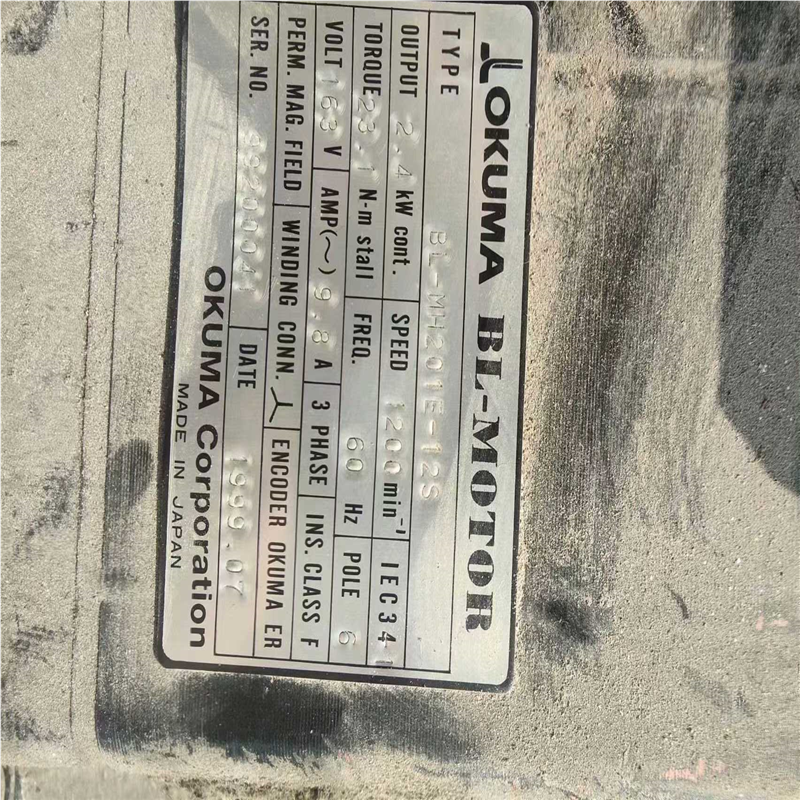 OKUMA BL-MOTOR
TYPE BL-MH201E-12S
OUTPUT 2.4 kW cont. SPEED 1200 min⁻¹ IEC34-1
TORQUE 23.1 N-m stall FREQ. 60 Hz POLE 6
VOLT 163 V AMP(~) 9.8 A 3 PHASE INS. CLASS F
PERM. MAG. FIELD WINDING CONN. 人 ENCODER OKUMA ER
SER. NO. DATE 1999.07
OKUMA Corporation
MADE IN JAPAN